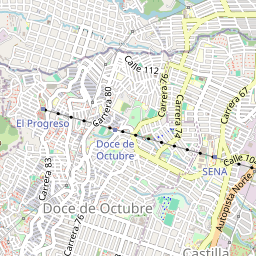 Calle 112
Carrera 80
Carrera 76
Carrera 67
Carrera 74
El Progreso
Doce de
Octubre
SENA
Calle 104
Carrera 83
Autopista Norte
Doce de Octubre
Carrera 76
Castilla